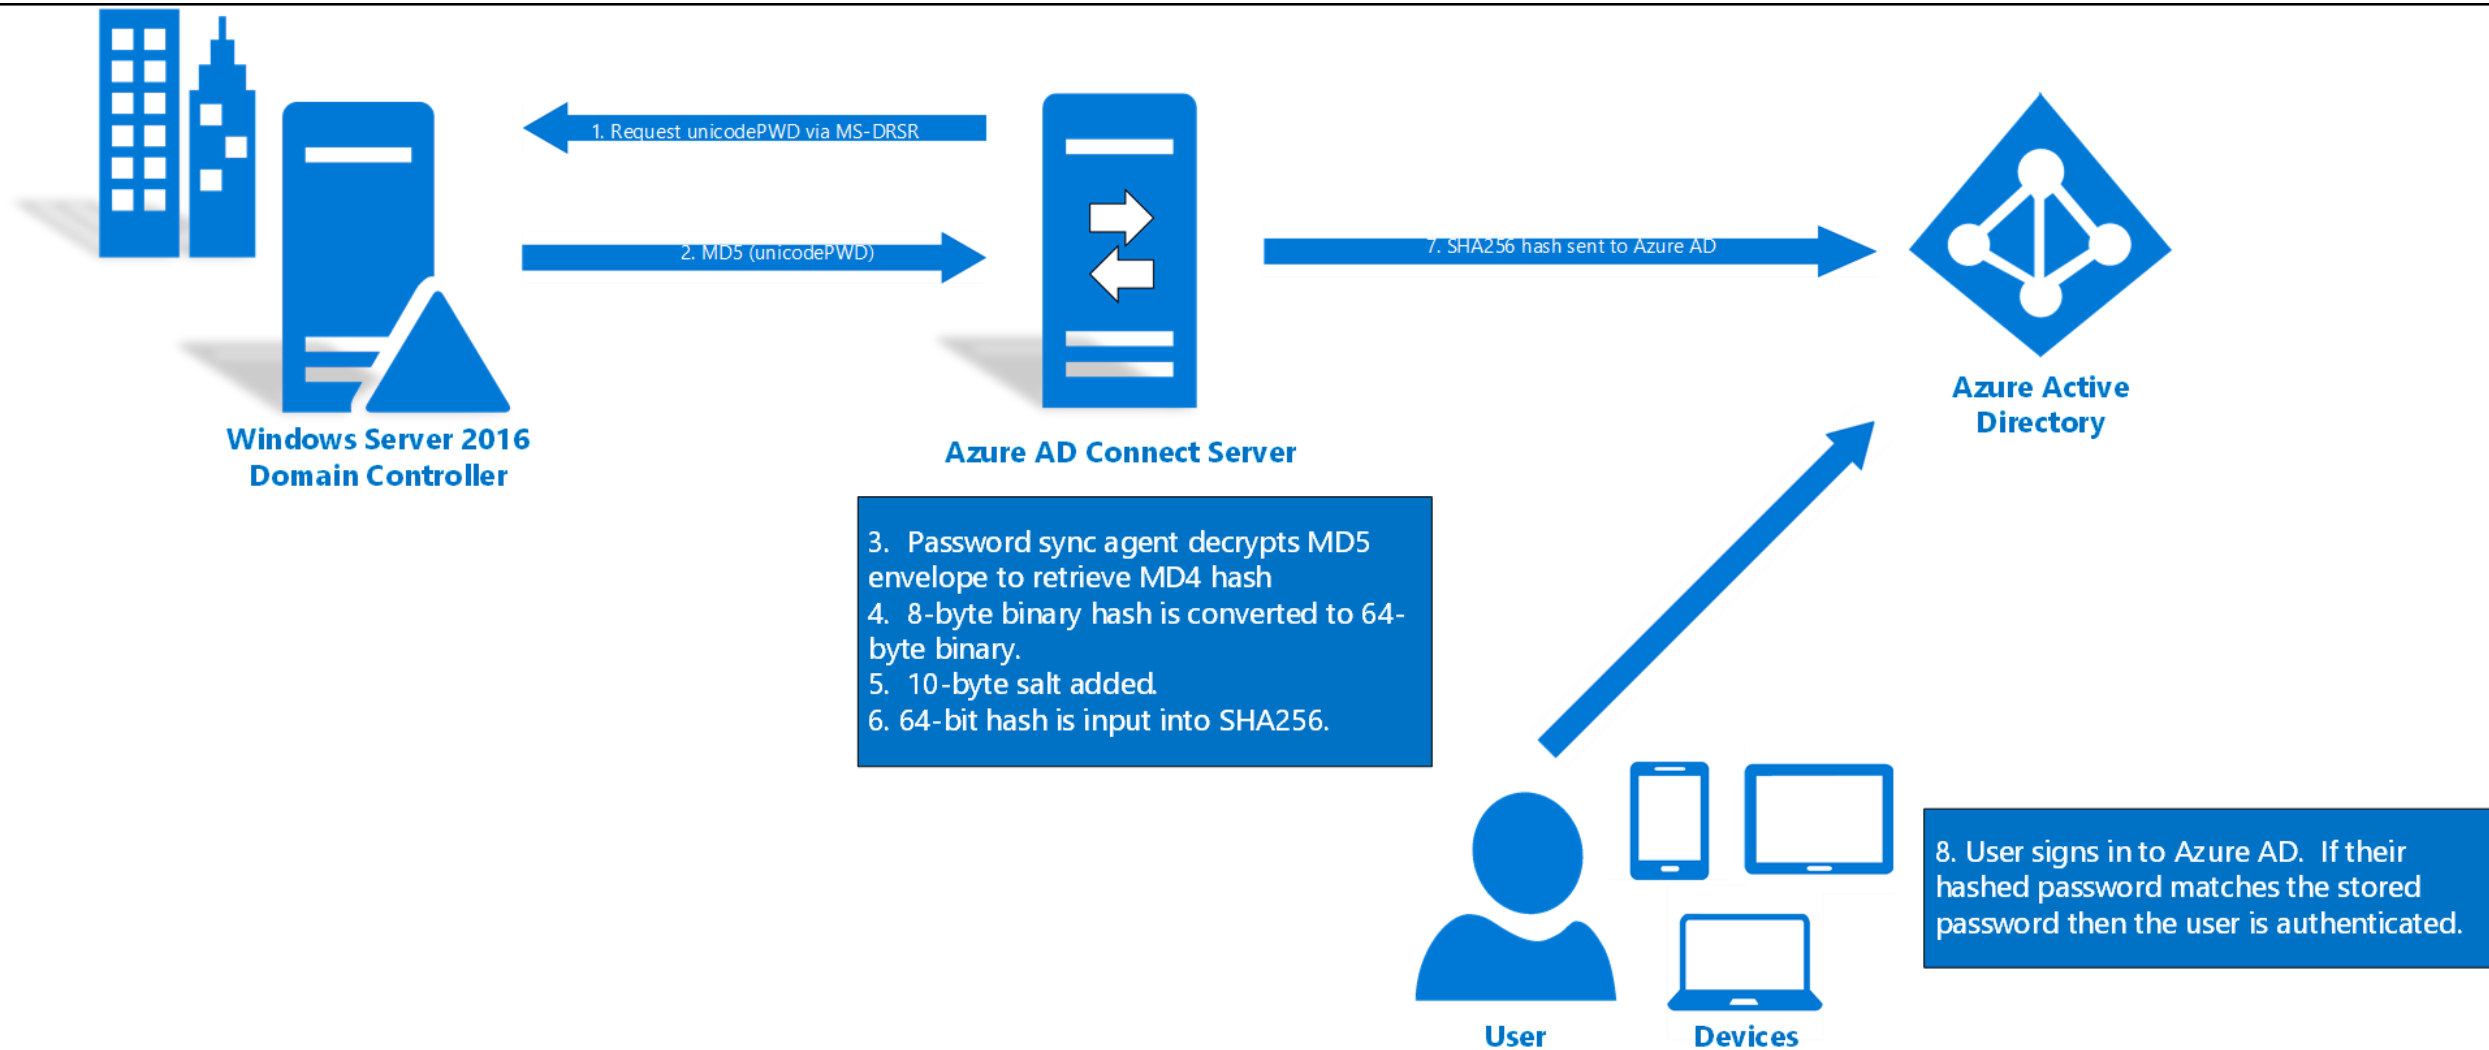 1. Request unicodePWD via MS-DRSR
2. MD5 (unicodePWD)
7. SHA256 hash sent to Azure AD
Windows Server 2016
Domain Controller
Azure AD Connect Server
Azure Active
Directory
3.  Password sync agent decrypts MD5
envelope to retrieve MD4 hash
4.  8-byte binary hash is converted to 64-
byte binary.
5.  10-byte salt added.
6. 64-bit hash is input into SHA256.
8. User signs in to Azure AD.  If their
hashed password matches the stored
password then the user is authenticated.
User
Devices